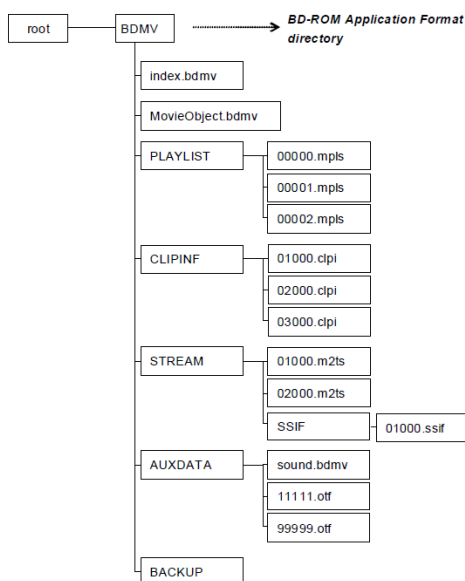 root
BDMV
BD-ROM Application Format
directory
index.bdmv
MovieObject.bdmv
PLAYLIST
00000.mpls
00001.mpls
00002.mpls
CLIPINF
01000.clpi
02000.clpi
03000.clpi
STREAM
01000.m2ts
02000.m2ts
SSIF
01000.ssif
AUXDATA
sound.bdmv
11111.otf
99999.otf
BACKUP